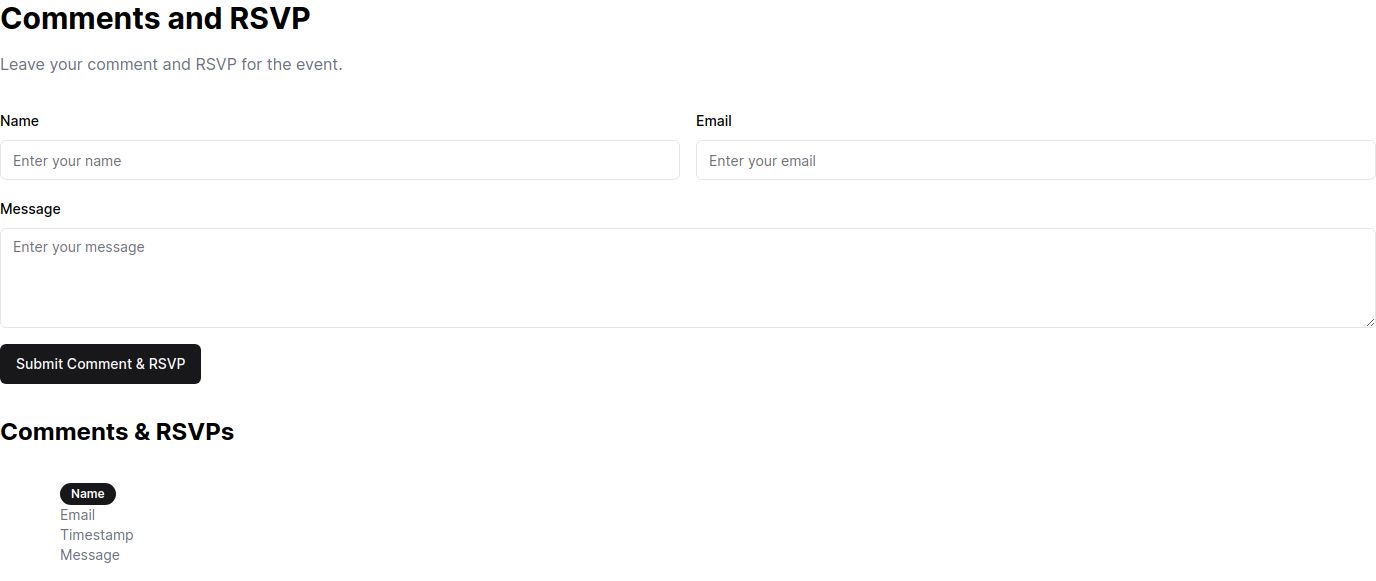 Comments and RSVP
Leave your comment and RSVP for the event.
Name
Email
Enter your name
Enter your email
Message
Enter your message
Submit Comment & RSVP
Comments & RSVPs
Name
Email
Timestamp
Message